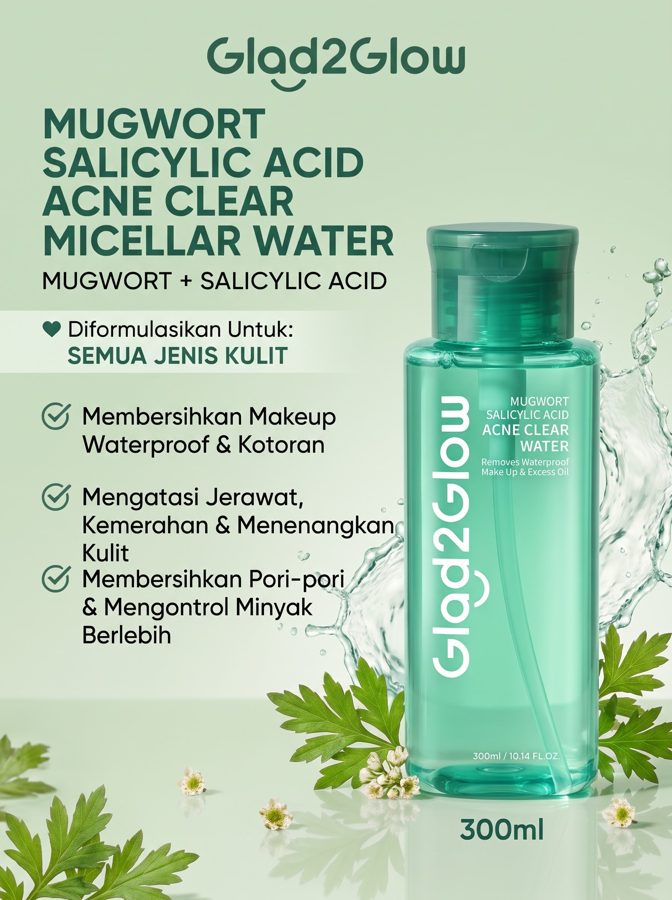 Glad2Glow
MUGWORT
SALICYLIC ACID
ACNE CLEAR
MICELLAR WATER
MUGWORT + SALICYLIC ACID
Diformulasikan Untuk:
SEMUA JENIS KULIT
Membersihkan Makeup
Waterproof & Kotoran
Mengatasi Jerawat,
Kemerahan & Menenangkan
Kulit
Membersihkan Pori-pori
& Mengontrol Minyak
Berlebih
Glad2Glow
MUGWORT
SALICYLIC ACID
ACNE CLEAR
WATER
Removes Waterproof
Make Up & Excess Oil
300ml / 10.14 FL.OZ.
300ml